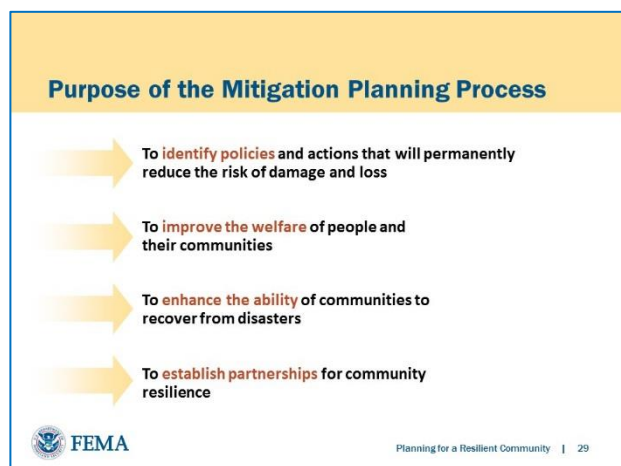 Purpose of the Mitigation Planning Process
To identify policies and actions that will permanently
reduce the risk of damage and loss
To improve the welfare of people and
their communities
To enhance the ability of communities to
recover from disasters
To establish partnerships for community
resilience
FEMA
Planning for a Resilient Community | 29